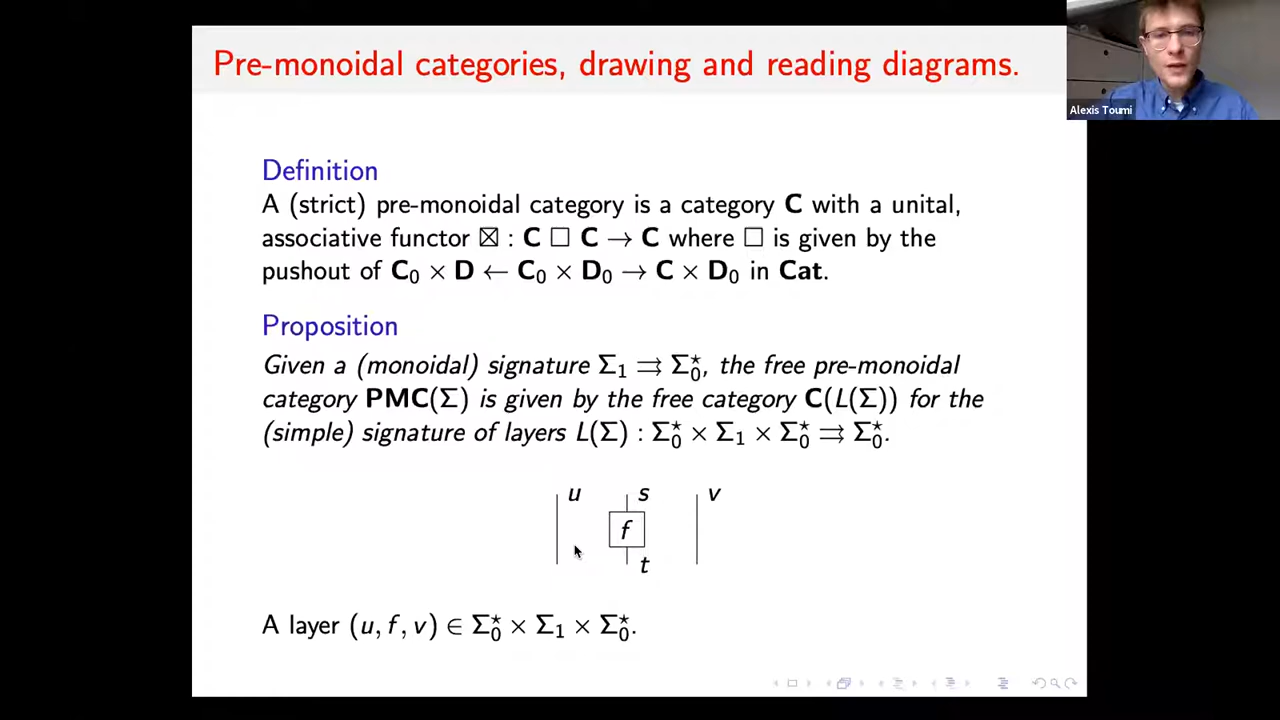 Pre-monoidal categories, drawing and reading diagrams.
Alexis Toumi
Definition
A (strict) pre-monoidal category is a category C with a unital,
associative functor ⊠ : C □ C → C where □ is given by the
pushout of C₀ × D ← C₀ × D₀ → C × D₀ in Cat.
Proposition
Given a (monoidal) signature Σ₁ ⇉ Σ₀⋆, the free pre-monoidal
category PMC(Σ) is given by the free category C(L(Σ)) for the
(simple) signature of layers L(Σ) : Σ₀⋆ × Σ₁ × Σ₀⋆ ⇉ Σ₀⋆.
u s v
f
t
A layer (u, f, v) ∈ Σ₀⋆ × Σ₁ × Σ₀⋆.